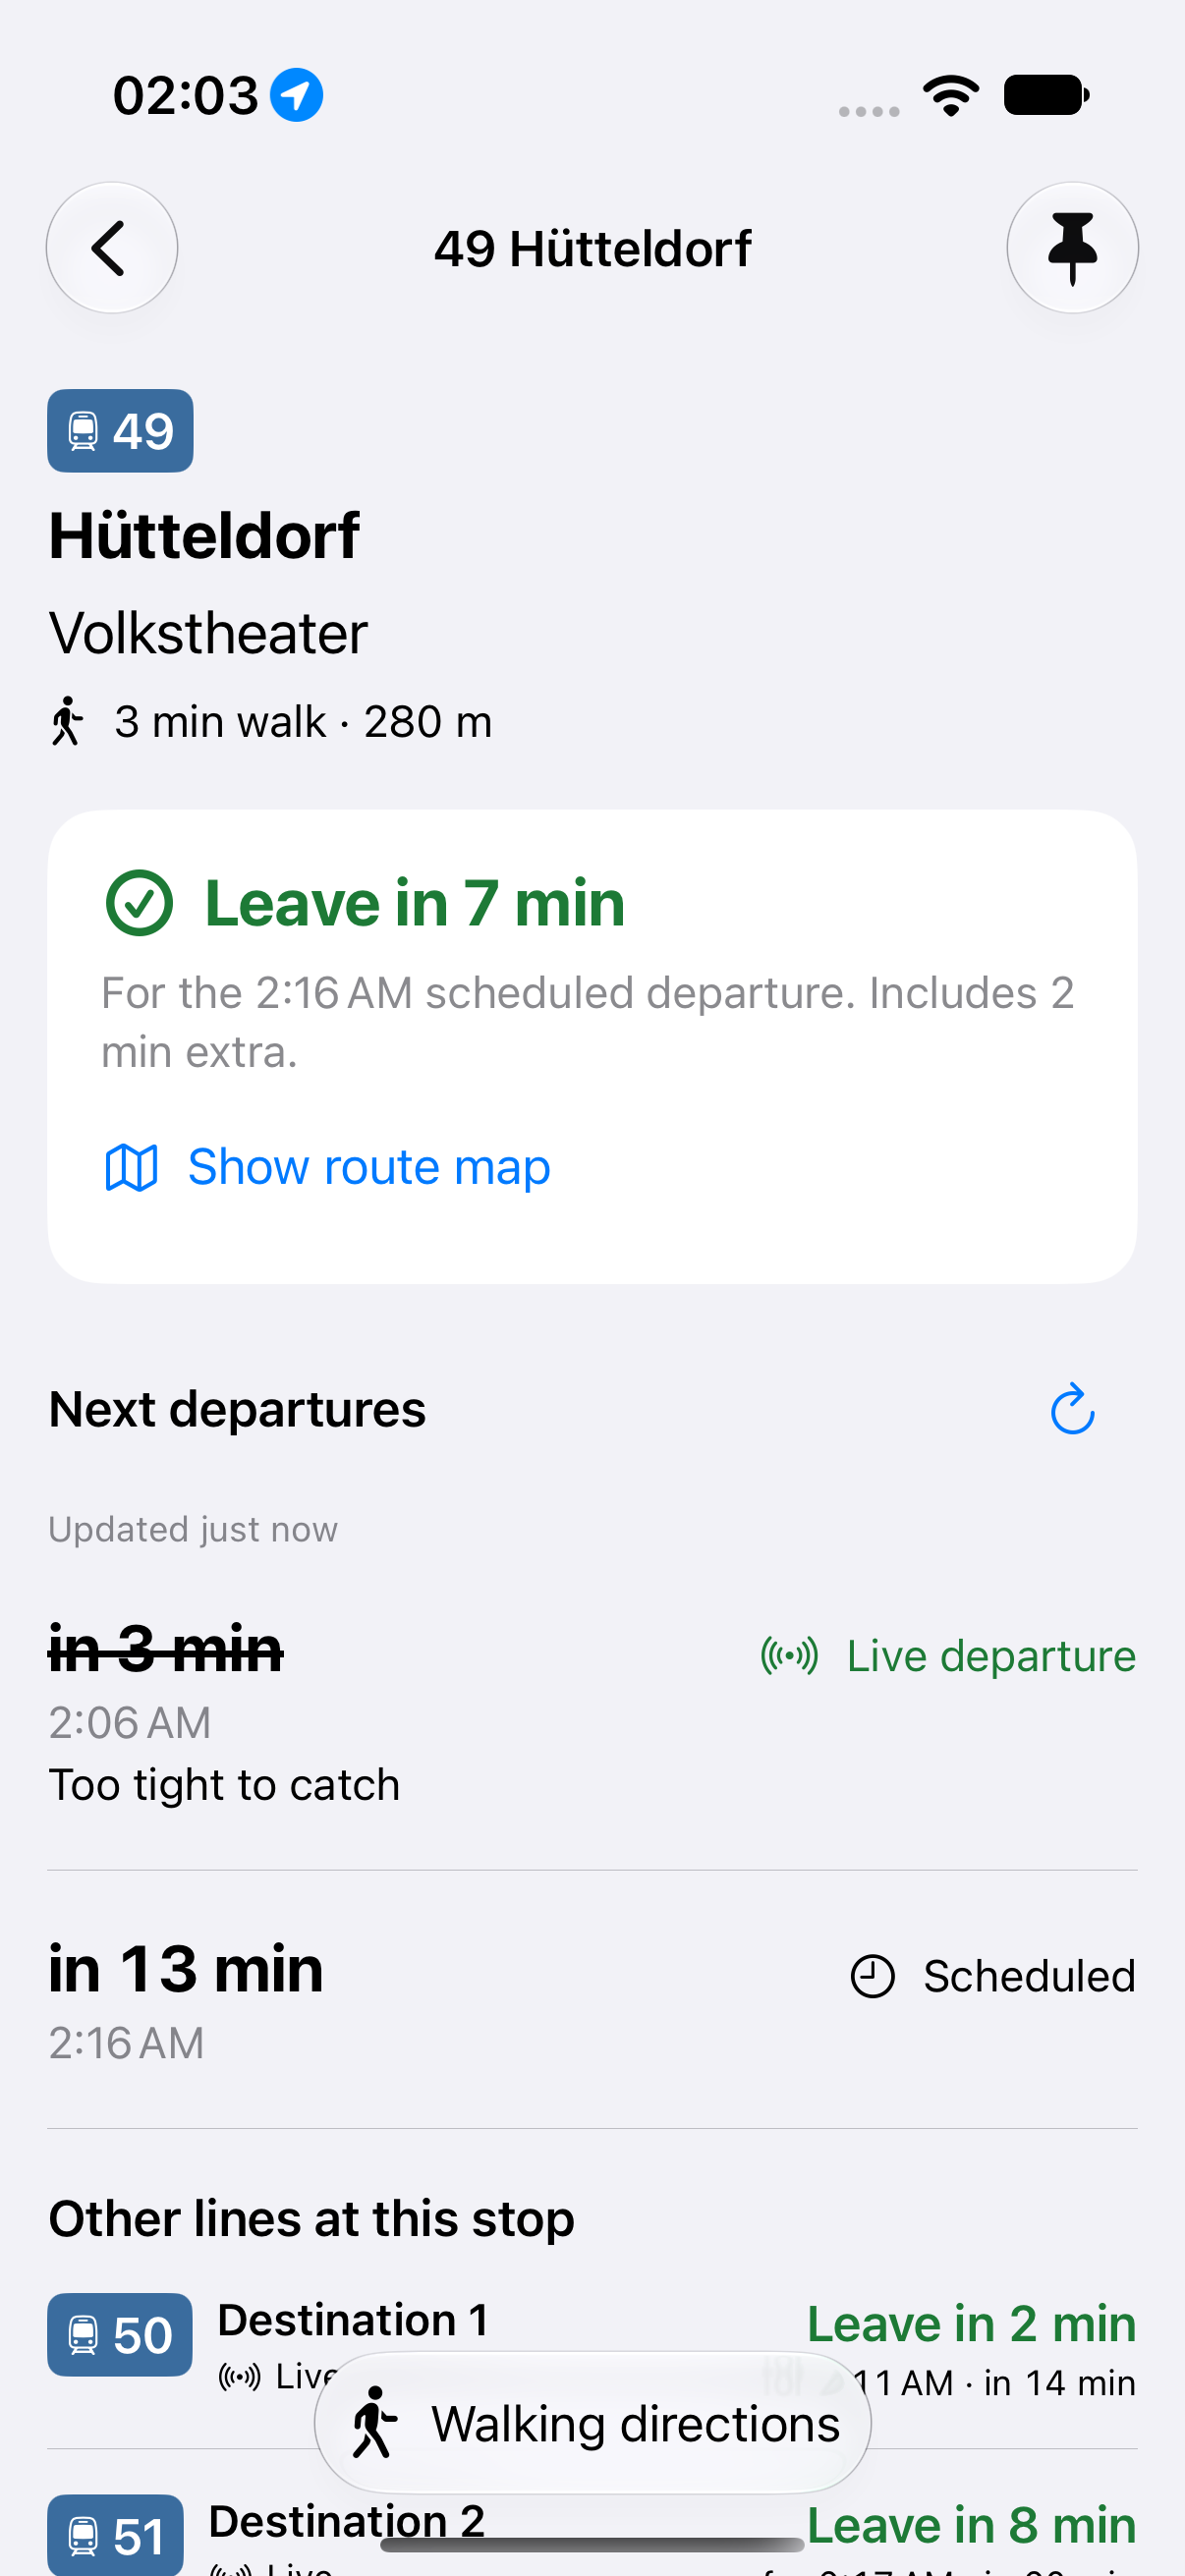 02:03
49 Hütteldorf
49
Hütteldorf
Volkstheater
3 min walk · 280 m
Leave in 7 min
For the 2:16 AM scheduled departure. Includes 2
min extra.
Show route map
Next departures
Updated just now
in 3 min
Live departure
2:06 AM
Too tight to catch
in 13 min
Scheduled
2:16 AM
Other lines at this stop
50
Destination 1
Leave in 2 min
Live
11 AM · in 14 min
Walking directions
51
Destination 2
Leave in 8 min
Live